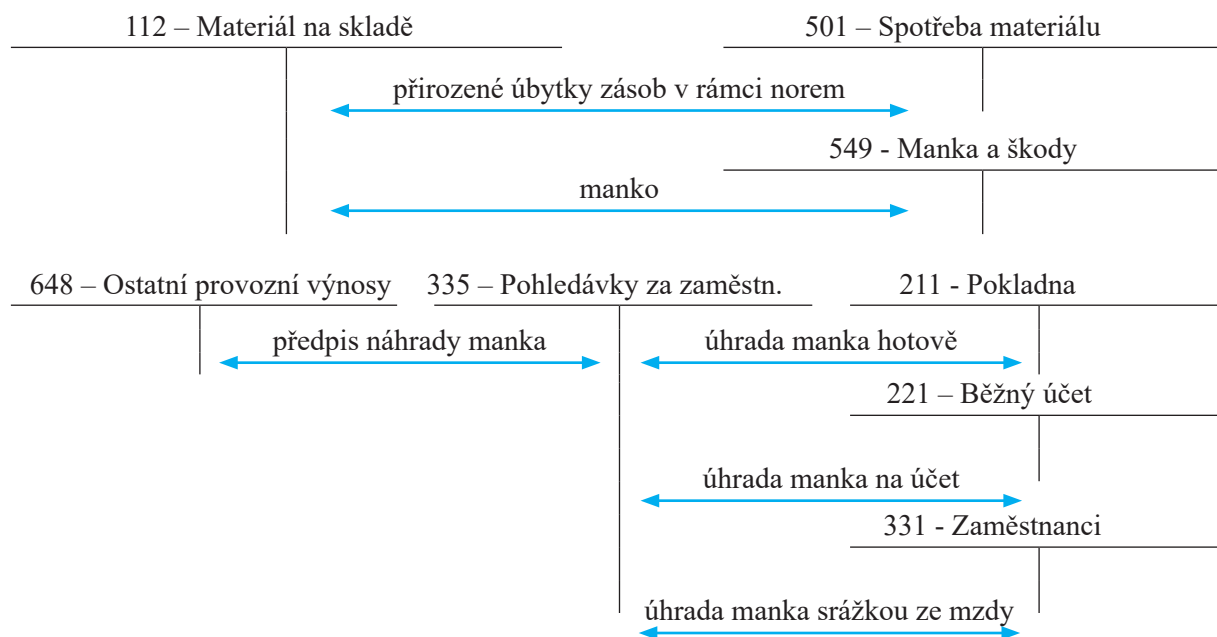 112 – Materiál na skladě
501 – Spotřeba materiálu
přirozené úbytky zásob v rámci norem
549 - Manka a škody
manko
648 – Ostatní provozní výnosy
335 – Pohledávky za zaměstn.
211 - Pokladna
předpis náhrady manka
úhrada manka hotově
221 – Běžný účet
úhrada manka na účet
331 - Zaměstnanci
úhrada manka srážkou ze mzdy